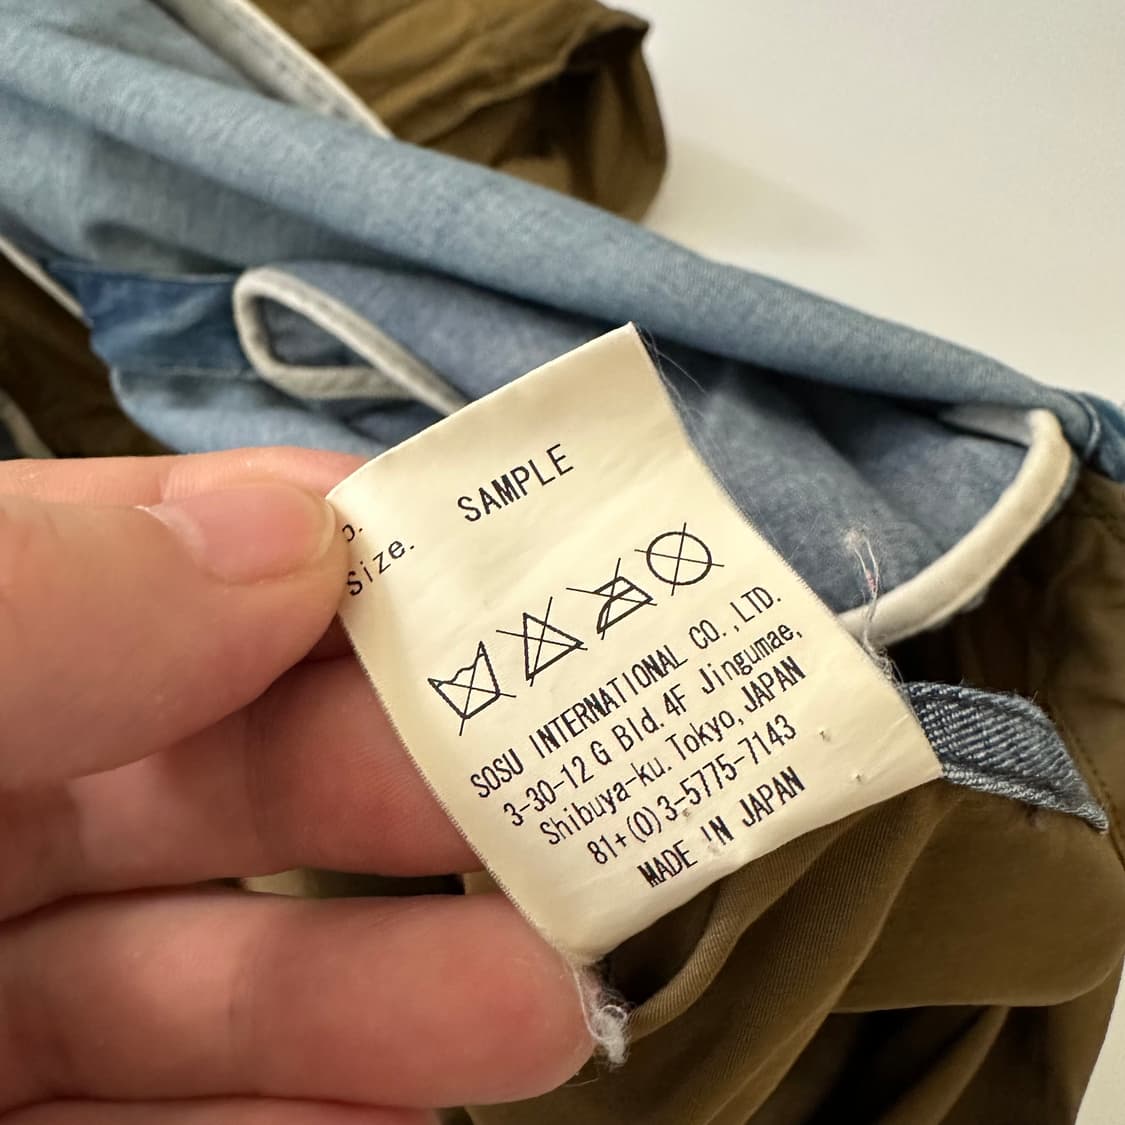 SAMPLE
Size.
SOSU INTERNATIONAL CO.,LTD.
3-30-12 G Bld. 4F Jingumae,
Shibuya-ku. Tokyo, JAPAN
81+(0)3-5775-7143
MADE IN JAPAN